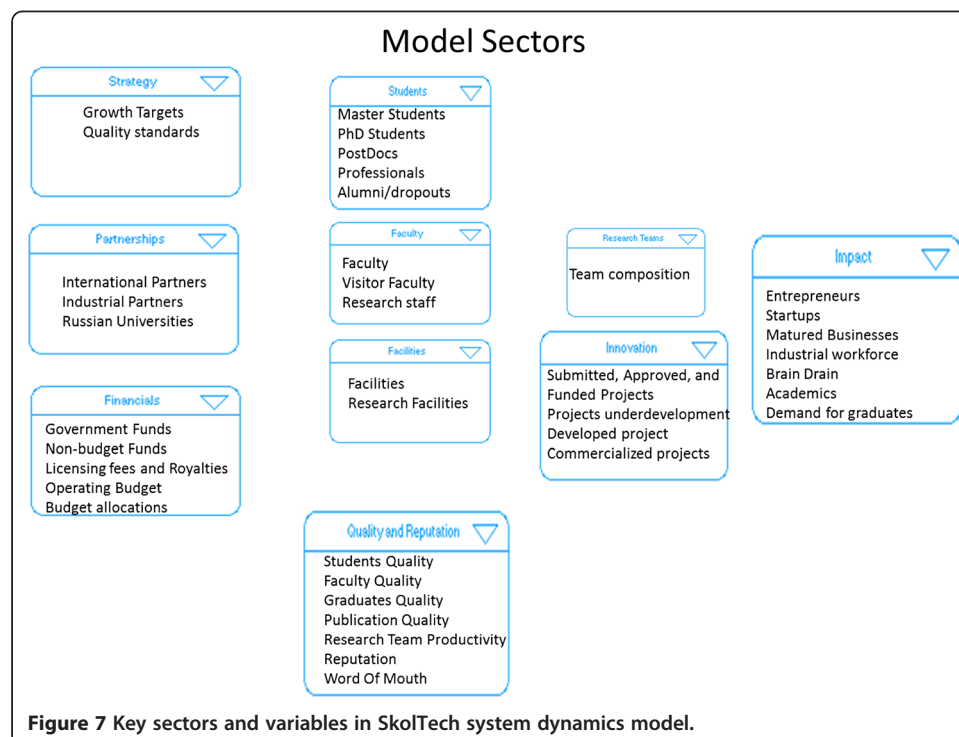 Model Sectors
Strategy
Growth Targets
Quality standards
Partnerships
International Partners
Industrial Partners
Russian Universities
Financials
Government Funds
Non-budget Funds
Licensing fees and Royalties
Operating Budget
Budget allocations
Students
Master Students
PhD Students
PostDocs
Professionals
Alumni/dropouts
Faculty
Faculty
Visitor Faculty
Research staff
Facilities
Facilities
Research Facilities
Quality and Reputation
Students Quality
Faculty Quality
Graduates Quality
Publication Quality
Research Team Productivity
Reputation
Word Of Mouth
Research Teams
Team composition
Innovation
Submitted, Approved, and
Funded Projects
Projects underdevelopment
Developed project
Commercialized projects
Impact
Entrepreneurs
Startups
Matured Businesses
Industrial workforce
Brain Drain
Academics
Demand for graduates
Figure 7 Key sectors and variables in SkolTech system dynamics model.